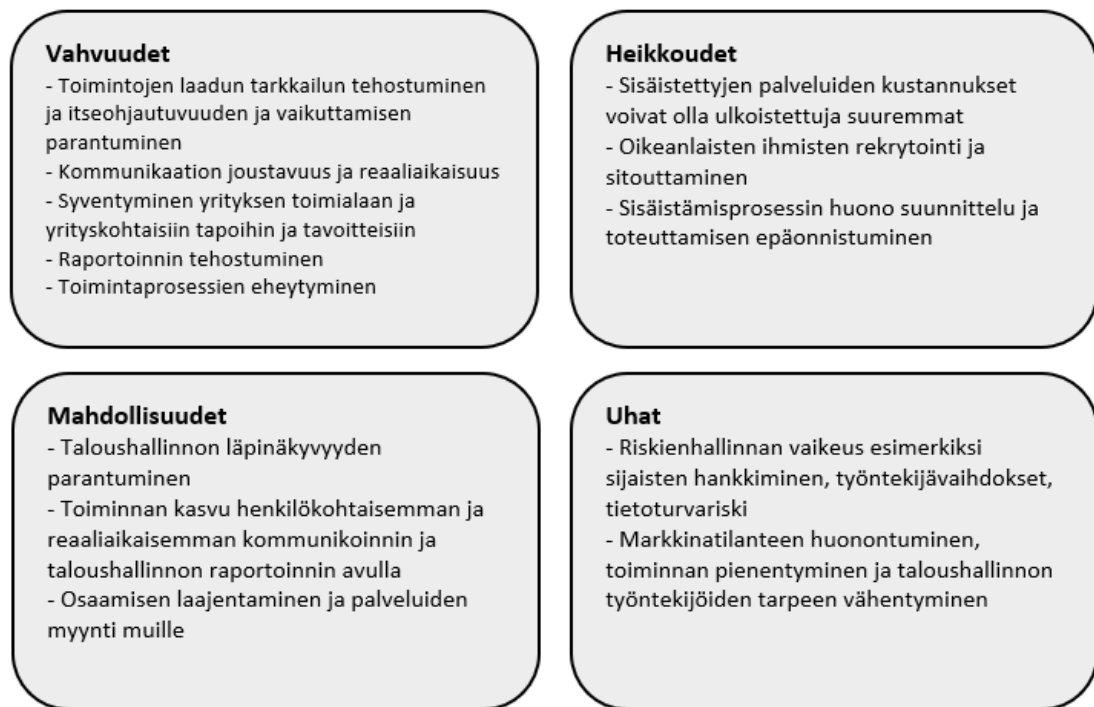 Vahvuudet
- Toimintojen laadun tarkkailun tehostuminen
ja itseohjautuvuuden ja vaikuttamisen
parantuminen
- Kommunikaation joustavuus ja reaaliaikaisuus
- Syventyminen yrityksen toimialaan ja
yrityskohtaisiin tapoihin ja tavoitteisiin
- Raportoinnin tehostuminen
- Toimintaprosessien eheytyminen
Heikkoudet
- Sisäistettyjen palveluiden kustannukset
voivat olla ulkoistettuja suuremmat
- Oikeanlaisten ihmisten rekrytointi ja
sitouttaminen
- Sisäistämisprosessin huono suunnittelu ja
toteuttamisen epäonnistuminen
Mahdollisuudet
- Taloushallinnon läpinäkyvyyden
parantuminen
- Toiminnan kasvu henkilökohtaisemman ja
reaaliaikaisemman kommunikoinnin ja
taloushallinnon raportoinnin avulla
- Osaamisen laajentaminen ja palveluiden
myynti muille
Uhat
- Riskienhallinnan vaikeus esimerkiksi
sijaisten hankkiminen, työntekijävaihdokset,
tietoturvariski
- Markkinatilanteen huonontuminen,
toiminnan pienentyminen ja taloushallinnon
työntekijöiden tarpeen vähentyminen